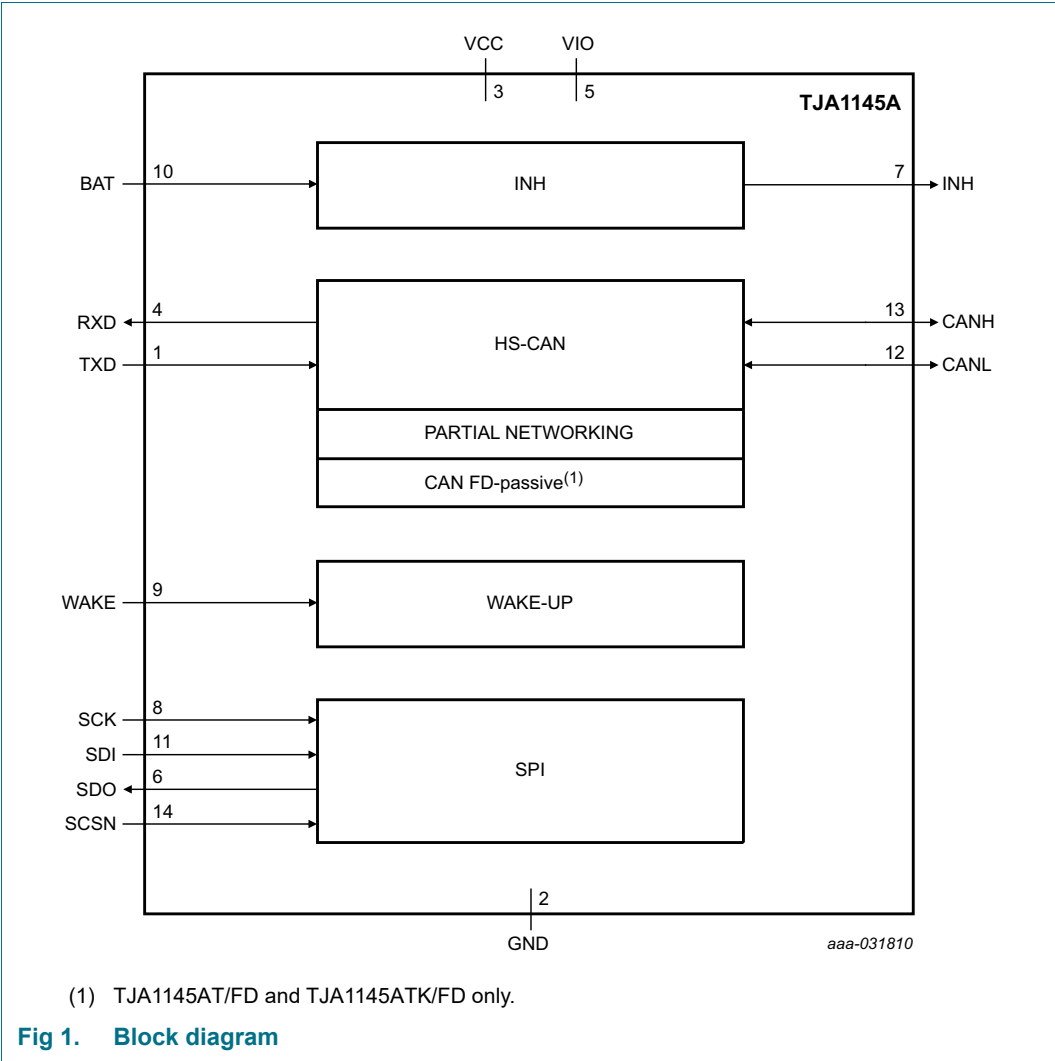 VCC VIO
3 5
TJA1145A
BAT 10 INH 7 INH
RXD 4 13 CANH
HS-CAN
TXD 1 12 CANL
PARTIAL NETWORKING
CAN FD-passive(1)
WAKE 9 WAKE-UP
SCK 8
SDI 11
SPI
SDO 6
SCSN 14
2
GND aaa-031810
(1) TJA1145AT/FD and TJA1145ATK/FD only.
Fig 1. Block diagram